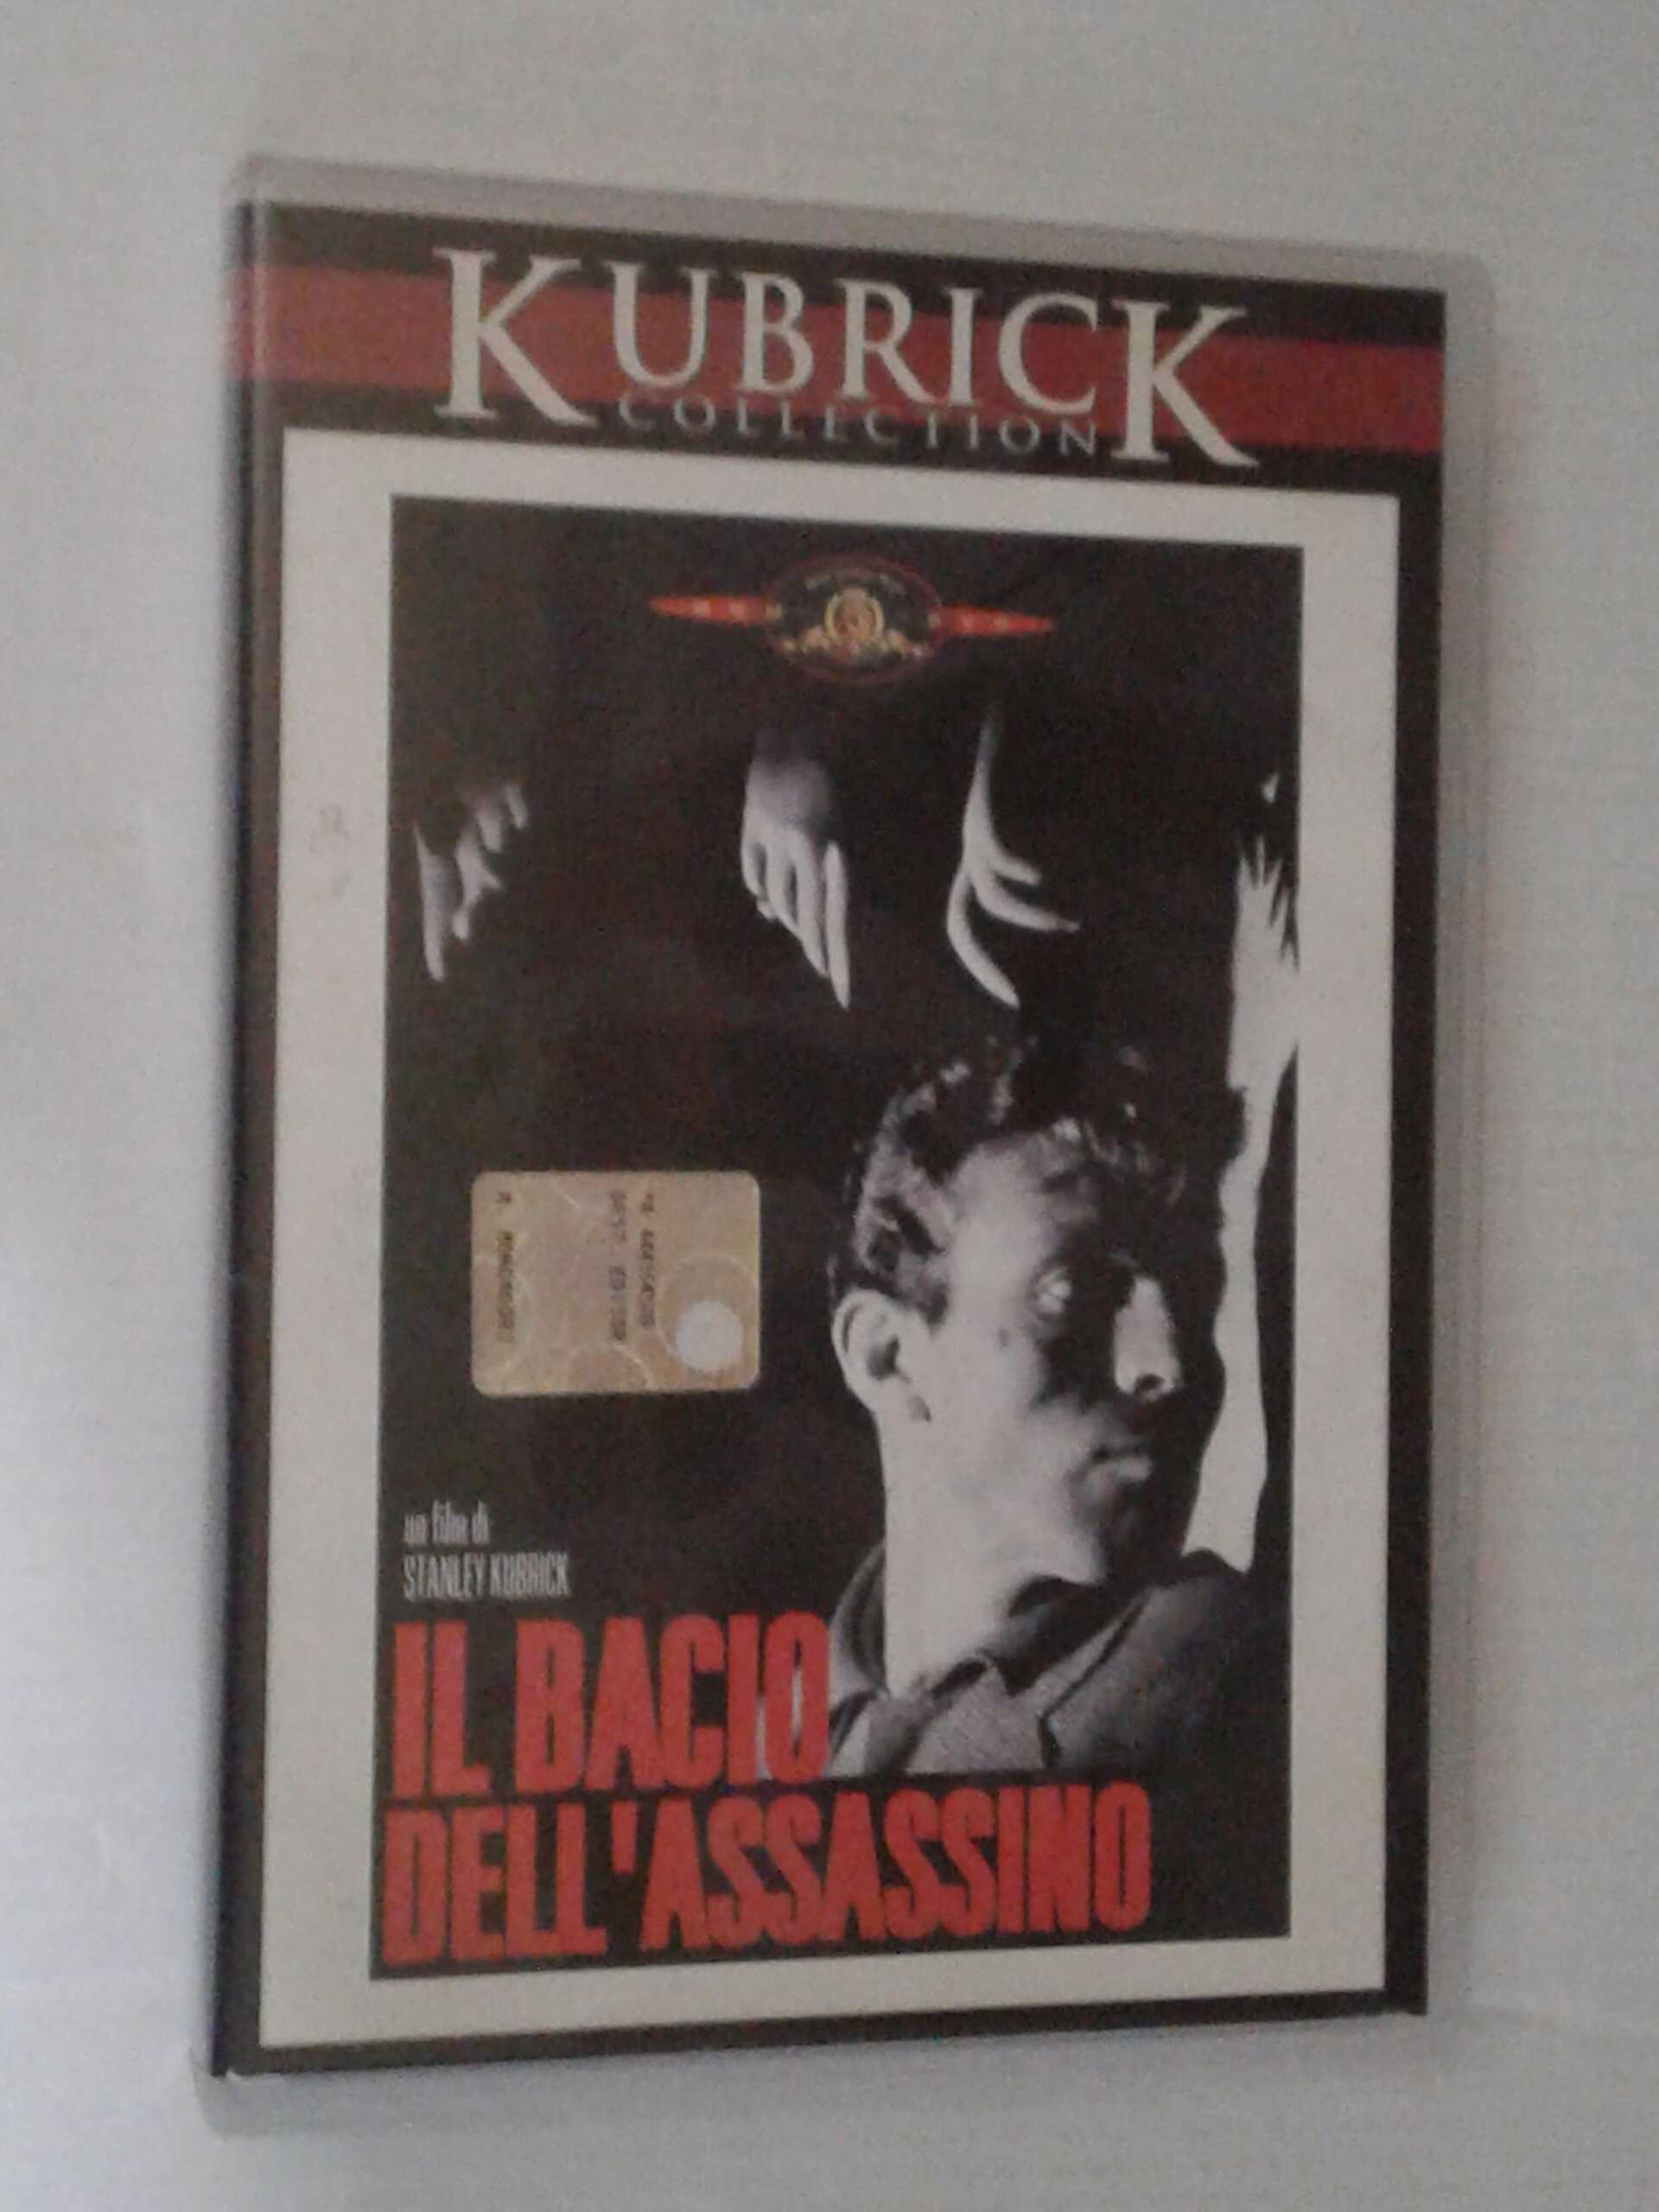 KUBRICK
COLLECTION
un film di
STANLEY KUBRICK
IL BACIO
DELL'ASSASSINO